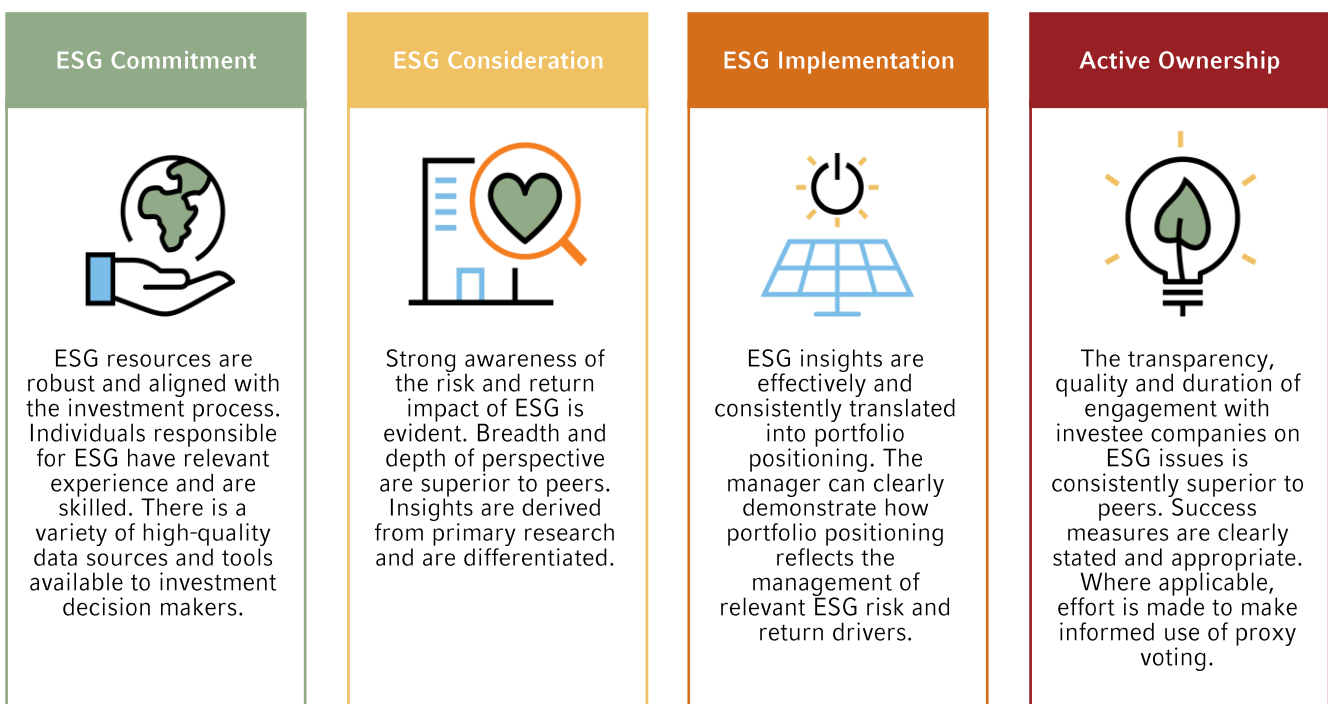 ESG Commitment
ESG resources are
robust and aligned with
the investment process.
Individuals responsible
for ESG have relevant
experience and are
skilled. There is a
variety of high-quality
data sources and tools
available to investment
decision makers.
ESG Consideration
Strong awareness of
the risk and return
impact of ESG is
evident. Breadth and
depth of perspective
are superior to peers.
Insights are derived
from primary research
and are differentiated.
ESG Implementation
ESG insights are
effectively and
consistently translated
into portfolio
positioning. The
manager can clearly
demonstrate how
portfolio positioning
reflects the
management of
relevant ESG risk and
return drivers.
Active Ownership
The transparency,
quality and duration of
engagement with
investee companies on
ESG issues is
consistently superior to
peers. Success
measures are clearly
stated and appropriate.
Where applicable,
effort is made to make
informed use of proxy
voting.